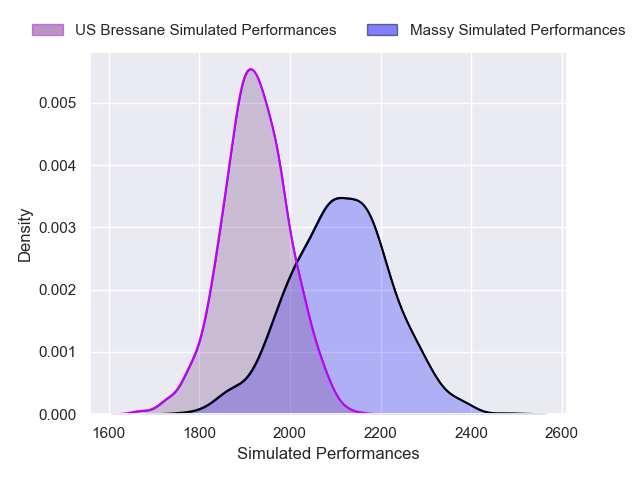 US Bressane Simulated Performances Massy Simulated Performances
0.005
0.004
0.003
0.002
0.001
0.000
Density
1600 1800 2000 2200 2400 2600
Simulated Performances